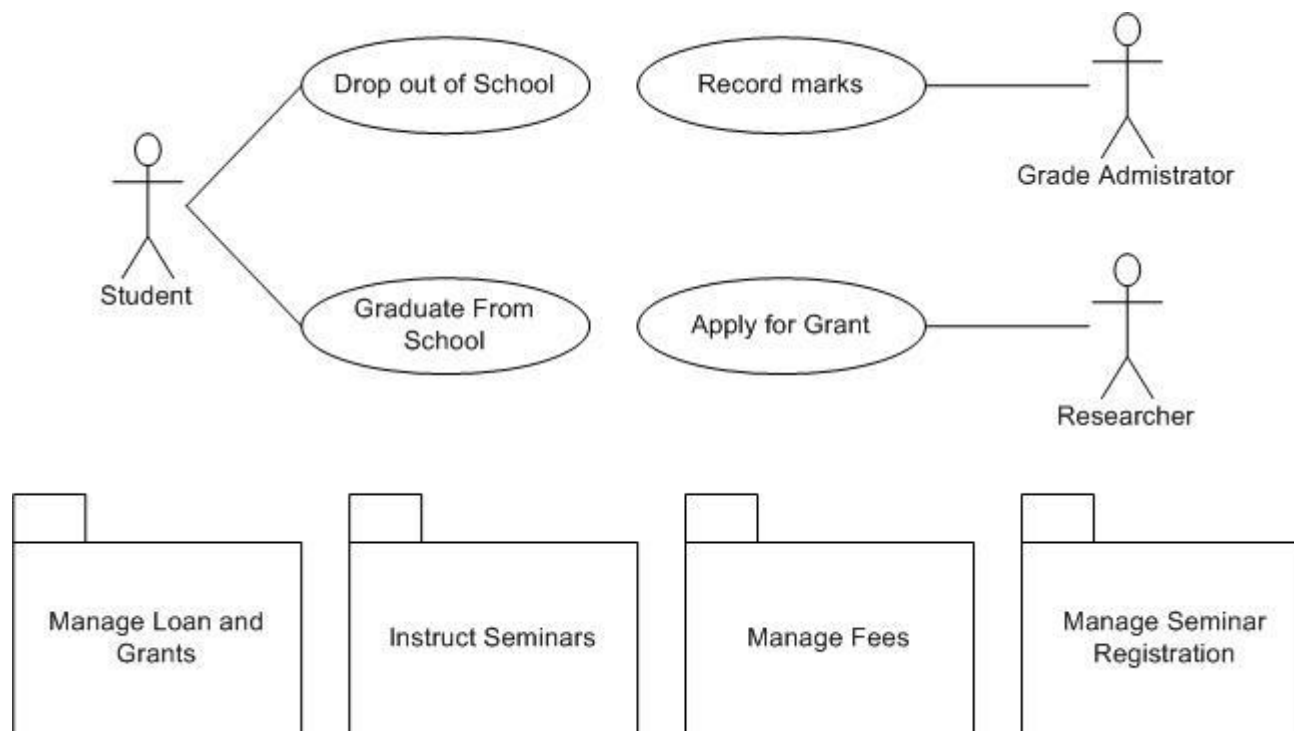 Drop out of School
Record marks
Grade Admistrator
Student
Graduate From
School
Apply for Grant
Researcher
Manage Loan and
Grants
Instruct Seminars
Manage Fees
Manage Seminar
Registration